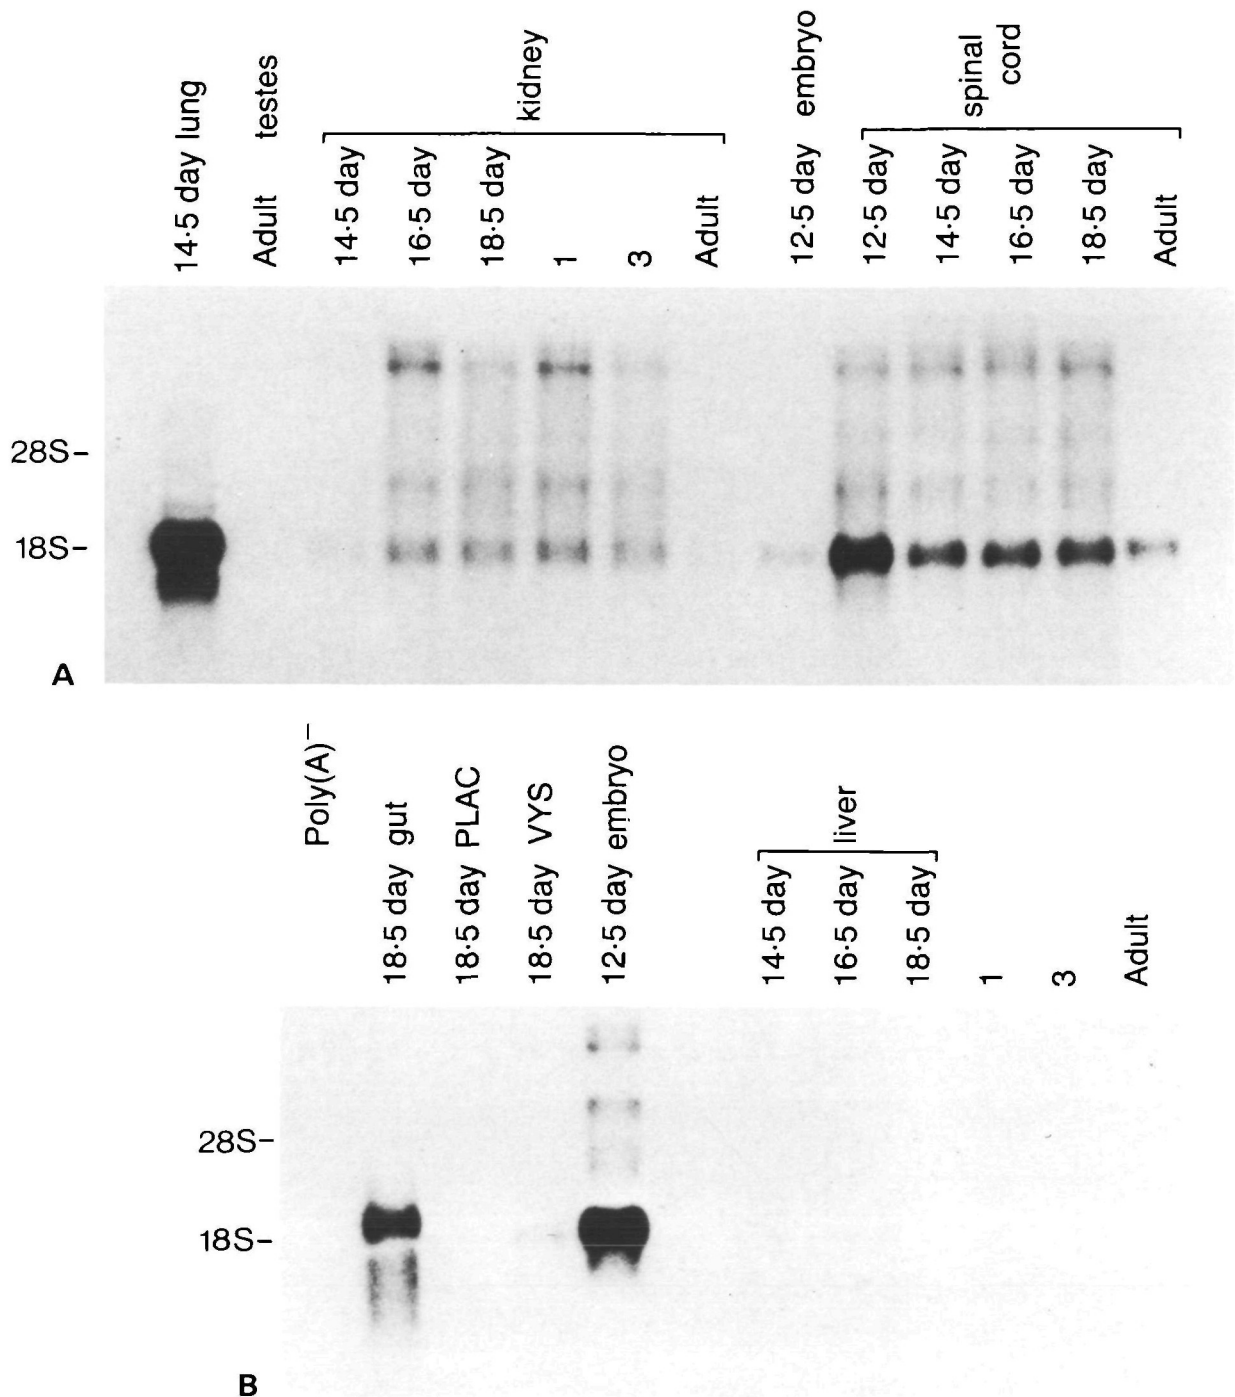 14·5 day lung
Adult testes
kidney
14·5 day
16·5 day
18·5 day
1
3
Adult
12·5 day embryo
spinal
cord
12·5 day
14·5 day
16·5 day
18·5 day
Adult
28S-
18S-
A
Poly(A)⁻
18·5 day gut
18·5 day PLAC
18·5 day VYS
12·5 day embryo
liver
14·5 day
16·5 day
18·5 day
1
3
Adult
28S-
18S-
B